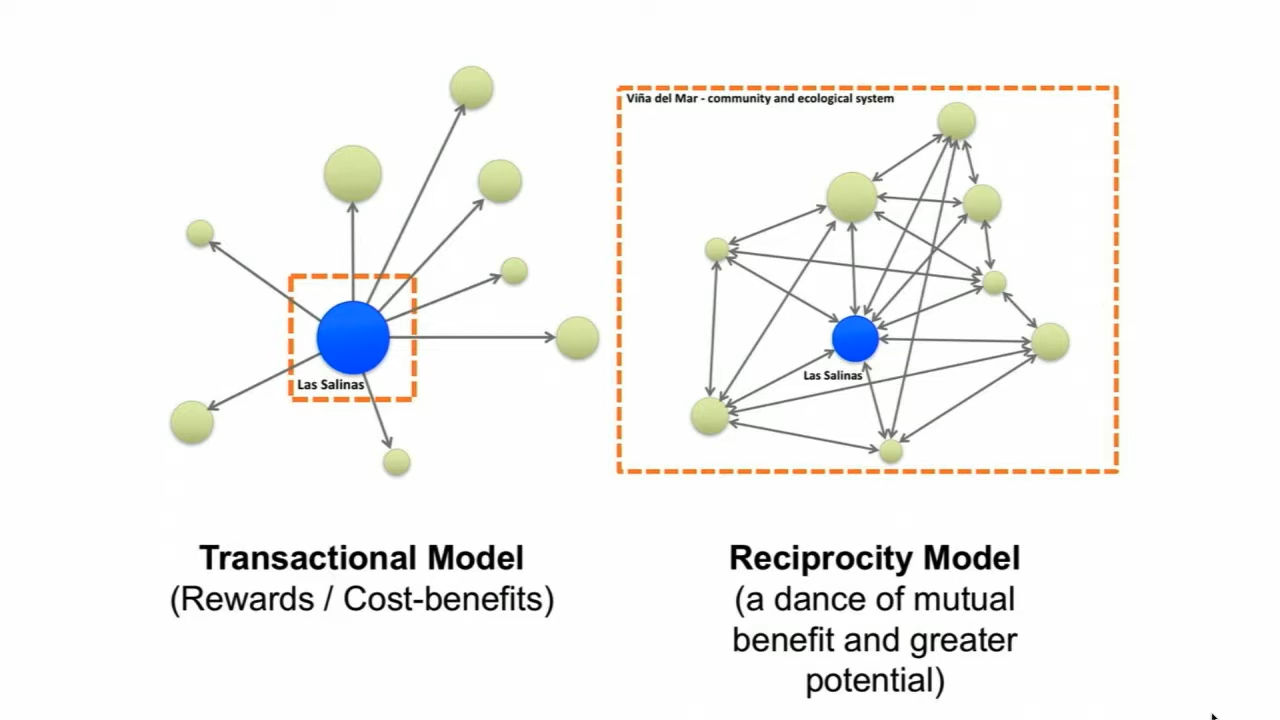 Viña del Mar - community and ecological system
Las Salinas
Las Salinas
Transactional Model
(Rewards / Cost-benefits)
Reciprocity Model
(a dance of mutual
benefit and greater
potential)